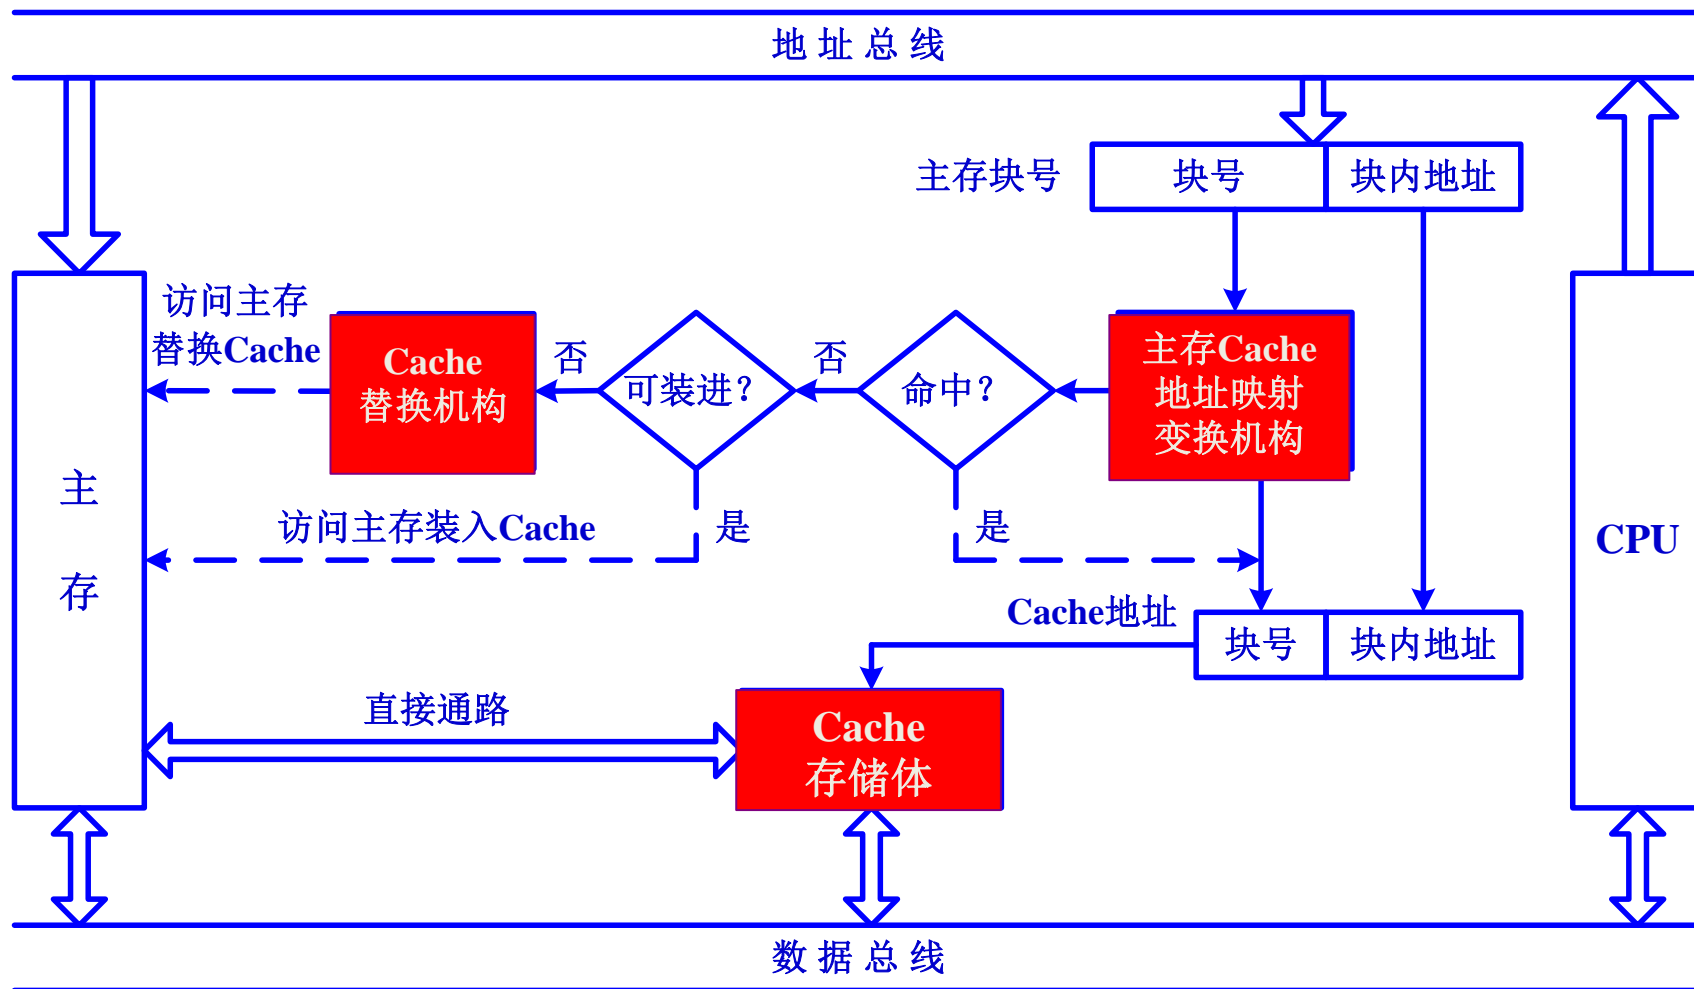 地址总线
主存块号
块号
块内地址
访问主存
替换Cache
Cache
替换机构
否
可装进?
否
命中?
主存Cache
地址映射
变换机构
主
存
访问主存装入Cache
是
是
CPU
Cache地址
块号
块内地址
直接通路
Cache
存储体
数据总线